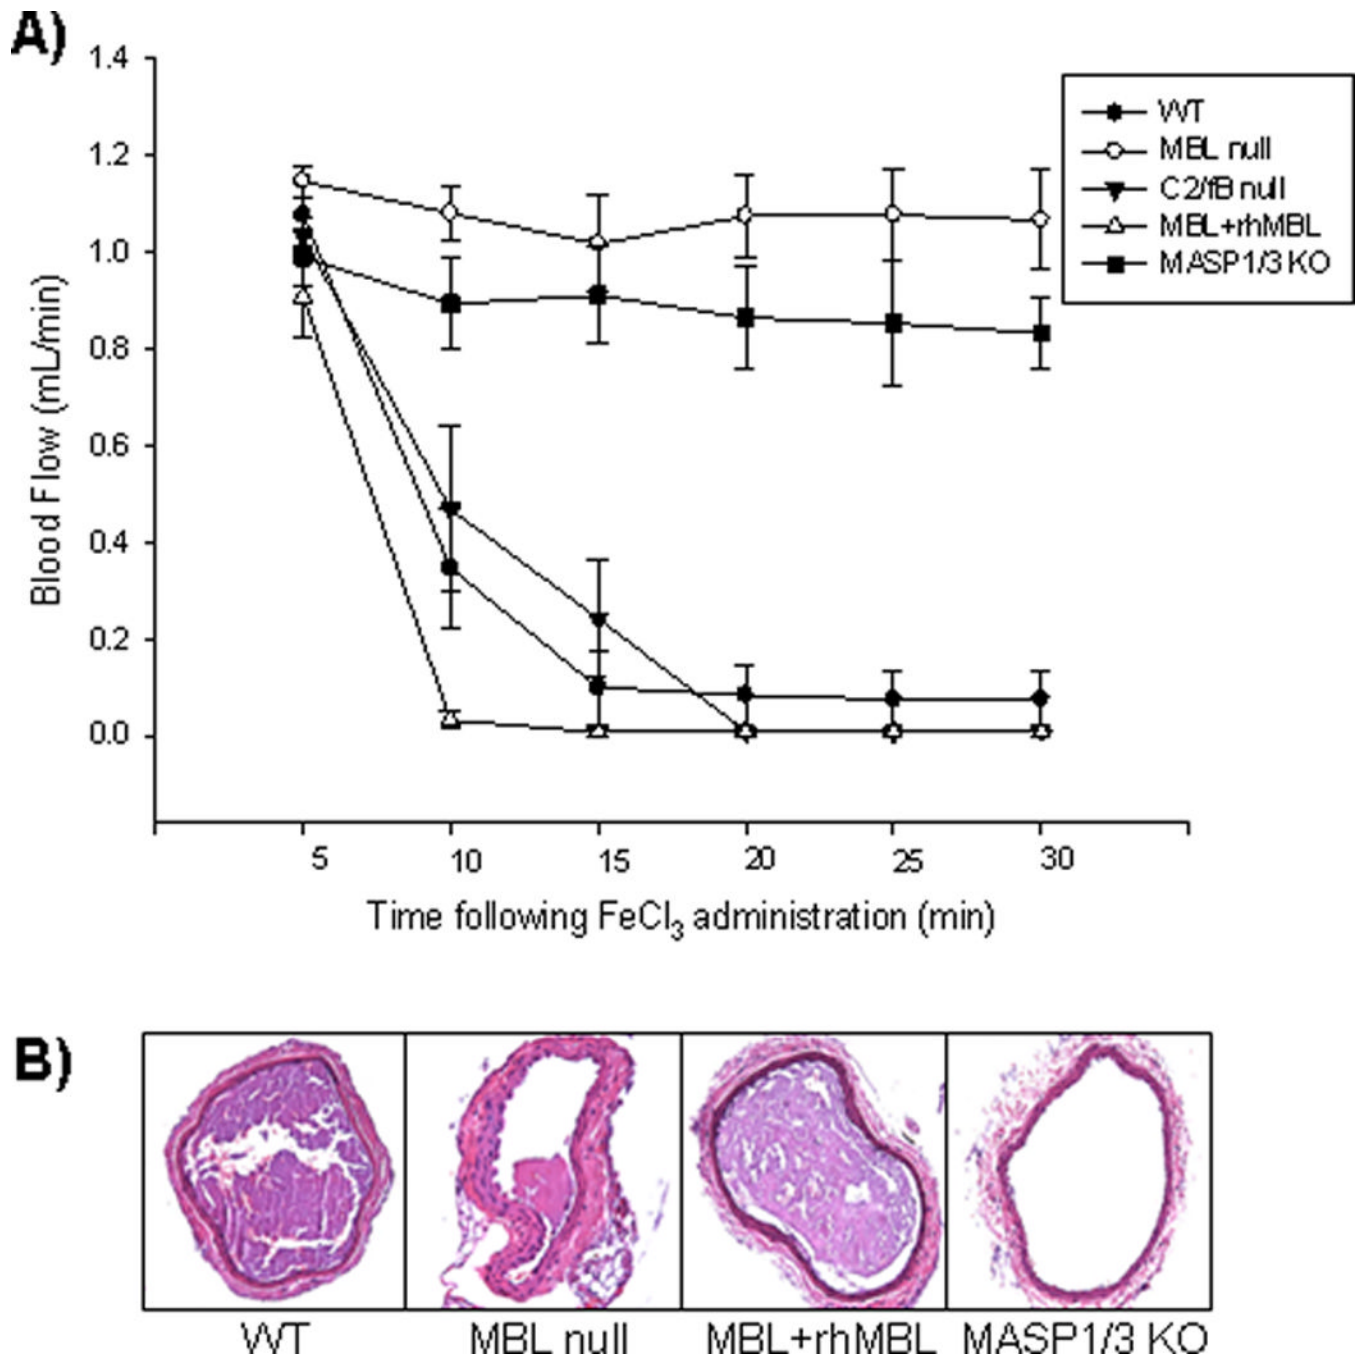 A)
1.4
1.2
1.0
0.8
0.6
0.4
0.2
0.0
Blood Flow (mL/min)
WT
MBL null
C2/fB null
MBL+rhMBL
MASP1/3 KO
5 10 15 20 25 30
Time following FeCl3 administration (min)
B)
WT MBL null MBL+rhMBL MASP1/3 KO